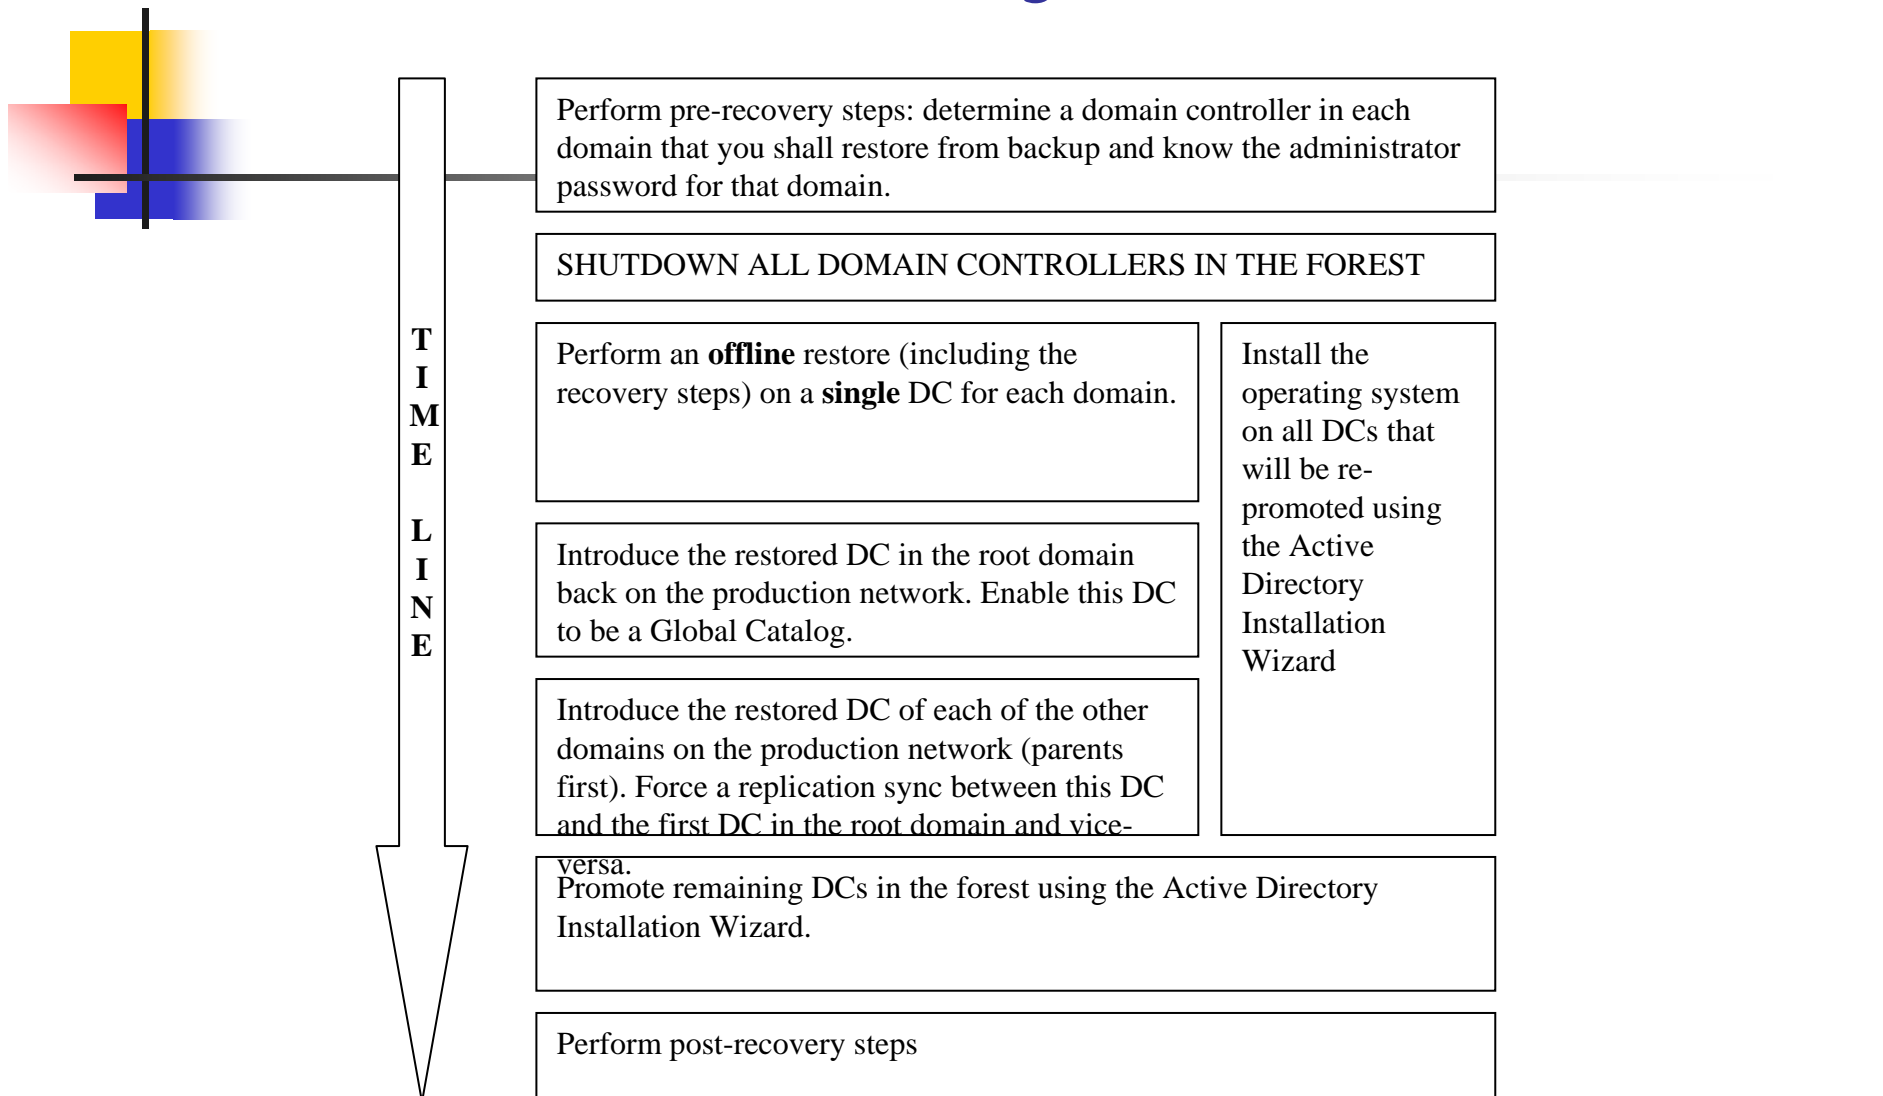 Perform pre-recovery steps: determine a domain controller in each
domain that you shall restore from backup and know the administrator
password for that domain.
SHUTDOWN ALL DOMAIN CONTROLLERS IN THE FOREST
T
I
M
E
L
I
N
E
Perform an offline restore (including the
recovery steps) on a single DC for each domain.
Install the
operating system
on all DCs that
will be re-
promoted using
the Active
Directory
Installation
Wizard
Introduce the restored DC in the root domain
back on the production network. Enable this DC
to be a Global Catalog.
Introduce the restored DC of each of the other
domains on the production network (parents
first). Force a replication sync between this DC
and the first DC in the root domain and vice-
versa.
Promote remaining DCs in the forest using the Active Directory
Installation Wizard.
Perform post-recovery steps